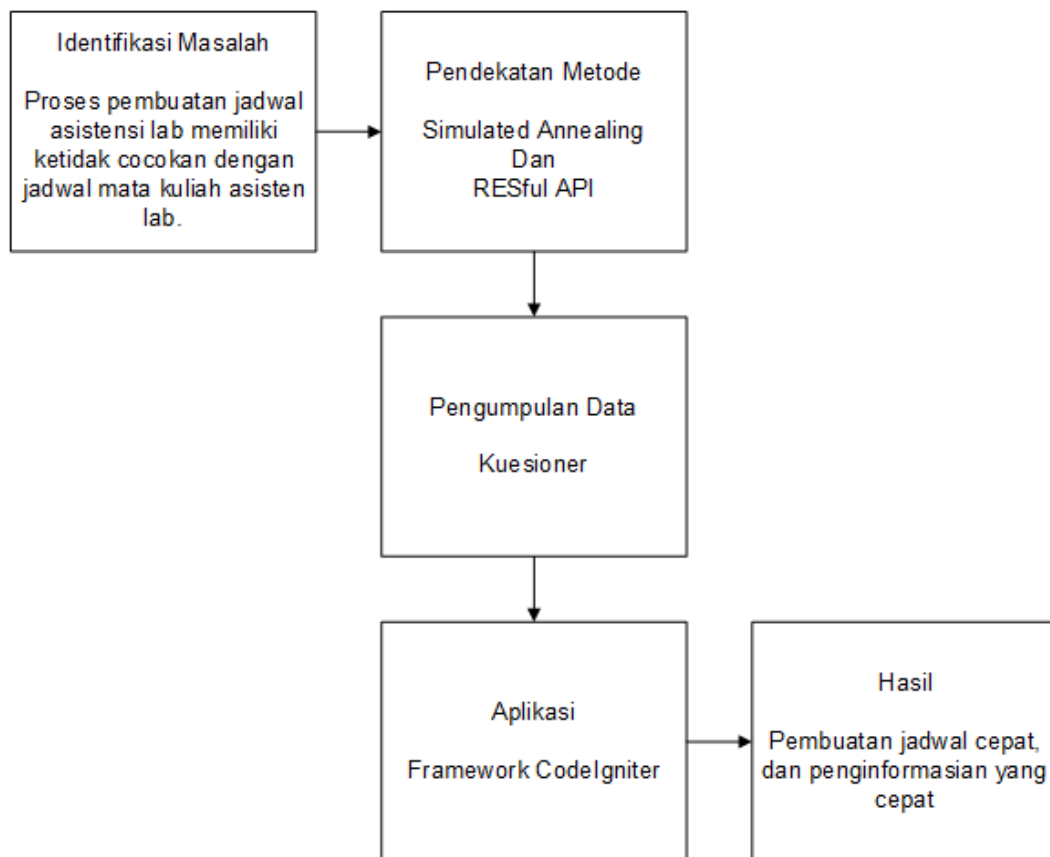 Identifikasi Masalah
Proses pembuatan jadwal
asistensi lab memiliki
ketidak cocokan dengan
jadwal mata kuliah asisten
lab.
Pendekatan Metode
Simulated Annealing
Dan
RESful API
Pengumpulan Data
Kuesioner
Aplikasi
Framework CodeIgniter
Hasil
Pembuatan jadwal cepat,
dan penginformasian yang
cepat